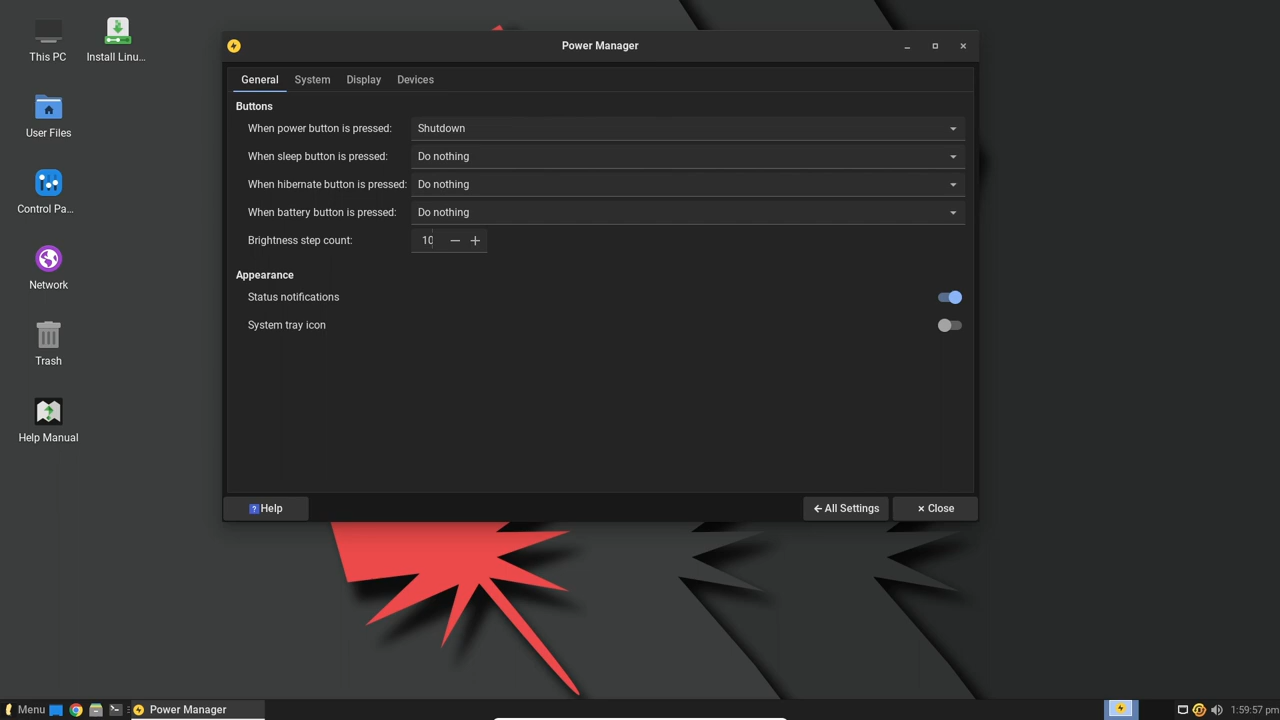 This PC
Install Linu...
User Files
Control Pa...
Network
Trash
Help Manual
Power Manager
General System Display Devices
Buttons
When power button is pressed: Shutdown
When sleep button is pressed: Do nothing
When hibernate button is pressed: Do nothing
When battery button is pressed: Do nothing
Brightness step count: 10
Appearance
Status notifications
System tray icon
? Help
All Settings
Close
Menu
Power Manager
1:59:57 pm